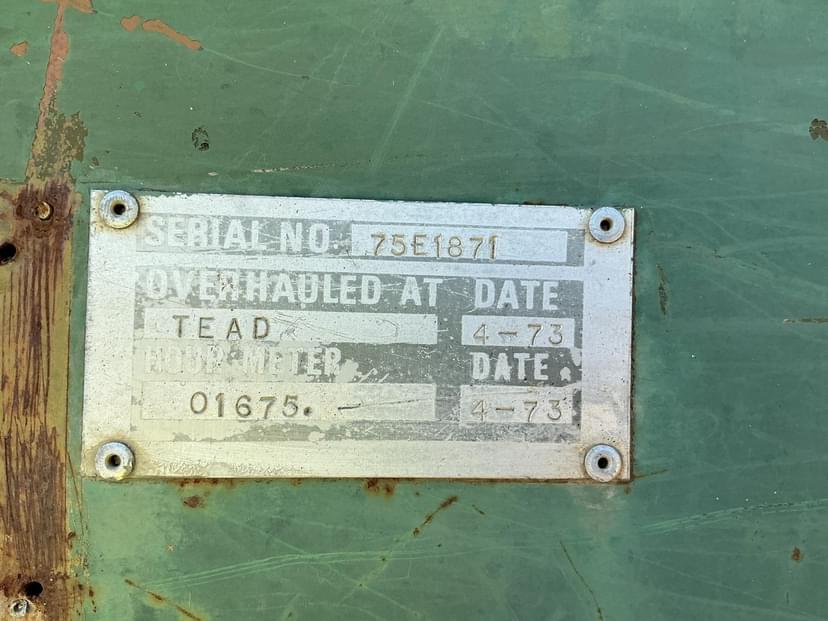 SERIAL NO. 75E1871
OVERHAULED AT DATE
TEAD 4-73
HOUR METER DATE
01675. - 4-73